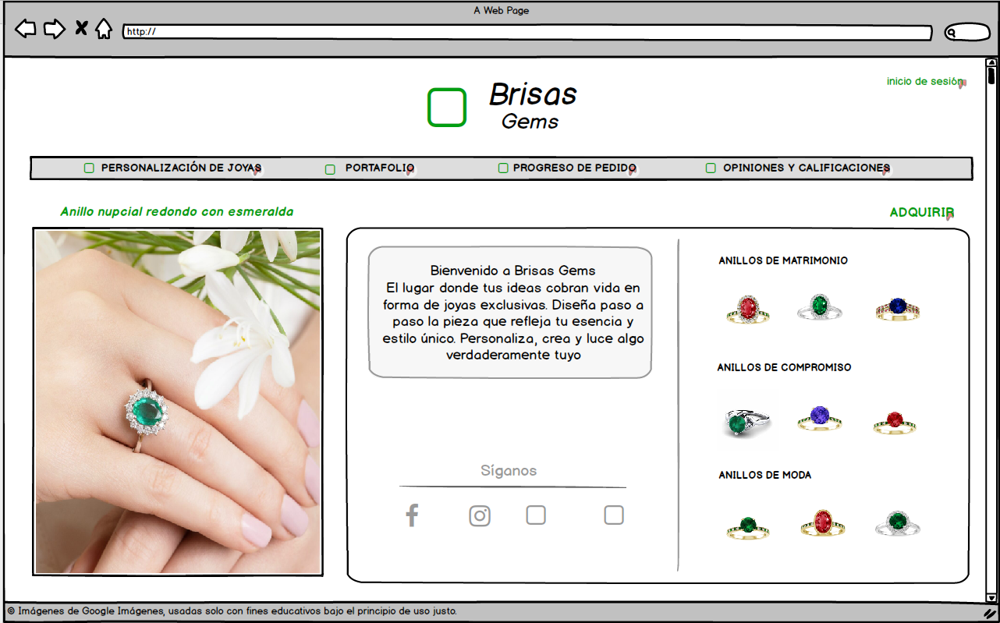 A Web Page
http://
inicio de sesión
Brisas
Gems
PERSONALIZACIÓN DE JOYAS
PORTAFOLIO
PROGRESO DE PEDIDO
OPINIONES Y CALIFICACIONES
Anillo nupcial redondo con esmeralda
ADQUIRIR
Bienvenido a Brisas Gems
El lugar donde tus ideas cobran vida en
forma de joyas exclusivas. Diseña paso a
paso la pieza que refleja tu esencia y
estilo único. Personaliza, crea y luce algo
verdaderamente tuyo
Síganos
ANILLOS DE MATRIMONIO
ANILLOS DE COMPROMISO
ANILLOS DE MODA
© Imágenes de Google Imágenes, usadas solo con fines educativos bajo el principio de uso justo.